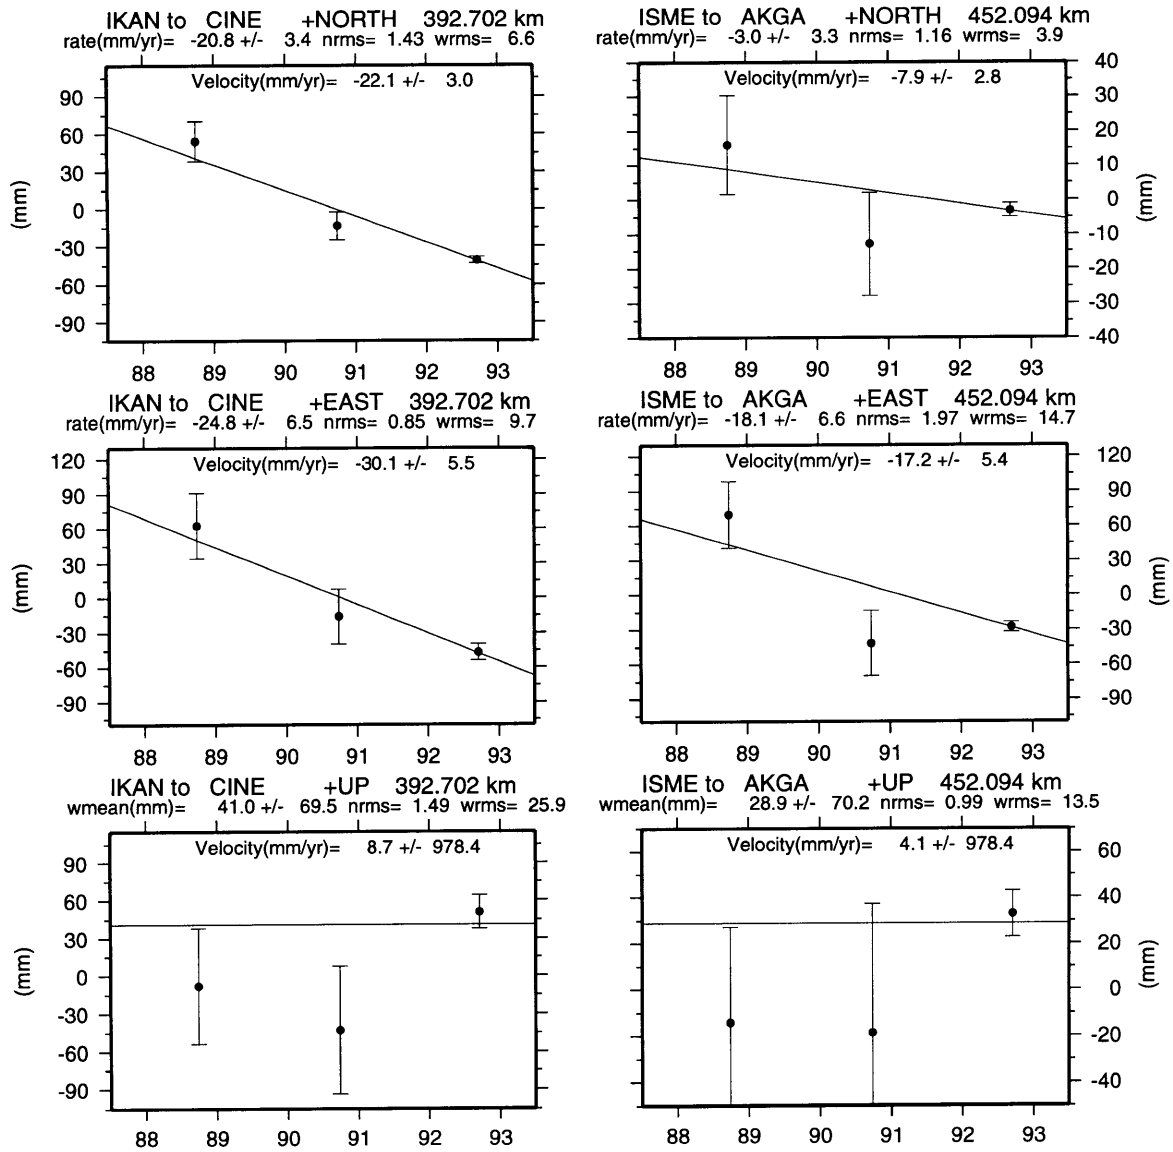 IKAN to CINE +NORTH 392.702 km
rate(mm/yr)= -20.8 +/- 3.4 nrms= 1.43 wrms= 6.6
Velocity(mm/yr)= -22.1 +/- 3.0
90
60
30
0
-30
-60
-90
(mm)
88 89 90 91 92 93
ISME to AKGA +NORTH 452.094 km
rate(mm/yr)= -3.0 +/- 3.3 nrms= 1.16 wrms= 3.9
Velocity(mm/yr)= -7.9 +/- 2.8
40
30
20
10
0
-10
-20
-30
-40
(mm)
88 89 90 91 92 93
IKAN to CINE +EAST 392.702 km
rate(mm/yr)= -24.8 +/- 6.5 nrms= 0.85 wrms= 9.7
Velocity(mm/yr)= -30.1 +/- 5.5
120
90
60
30
0
-30
-60
-90
(mm)
88 89 90 91 92 93
ISME to AKGA +EAST 452.094 km
rate(mm/yr)= -18.1 +/- 6.6 nrms= 1.97 wrms= 14.7
Velocity(mm/yr)= -17.2 +/- 5.4
120
90
60
30
0
-30
-60
-90
(mm)
88 89 90 91 92 93
IKAN to CINE +UP 392.702 km
wmean(mm)= 41.0 +/- 69.5 nrms= 1.49 wrms= 25.9
Velocity(mm/yr)= 8.7 +/- 978.4
90
60
30
0
-30
-60
-90
(mm)
88 89 90 91 92 93
ISME to AKGA +UP 452.094 km
wmean(mm)= 28.9 +/- 70.2 nrms= 0.99 wrms= 13.5
Velocity(mm/yr)= 4.1 +/- 978.4
60
40
20
0
-20
-40
(mm)
88 89 90 91 92 93